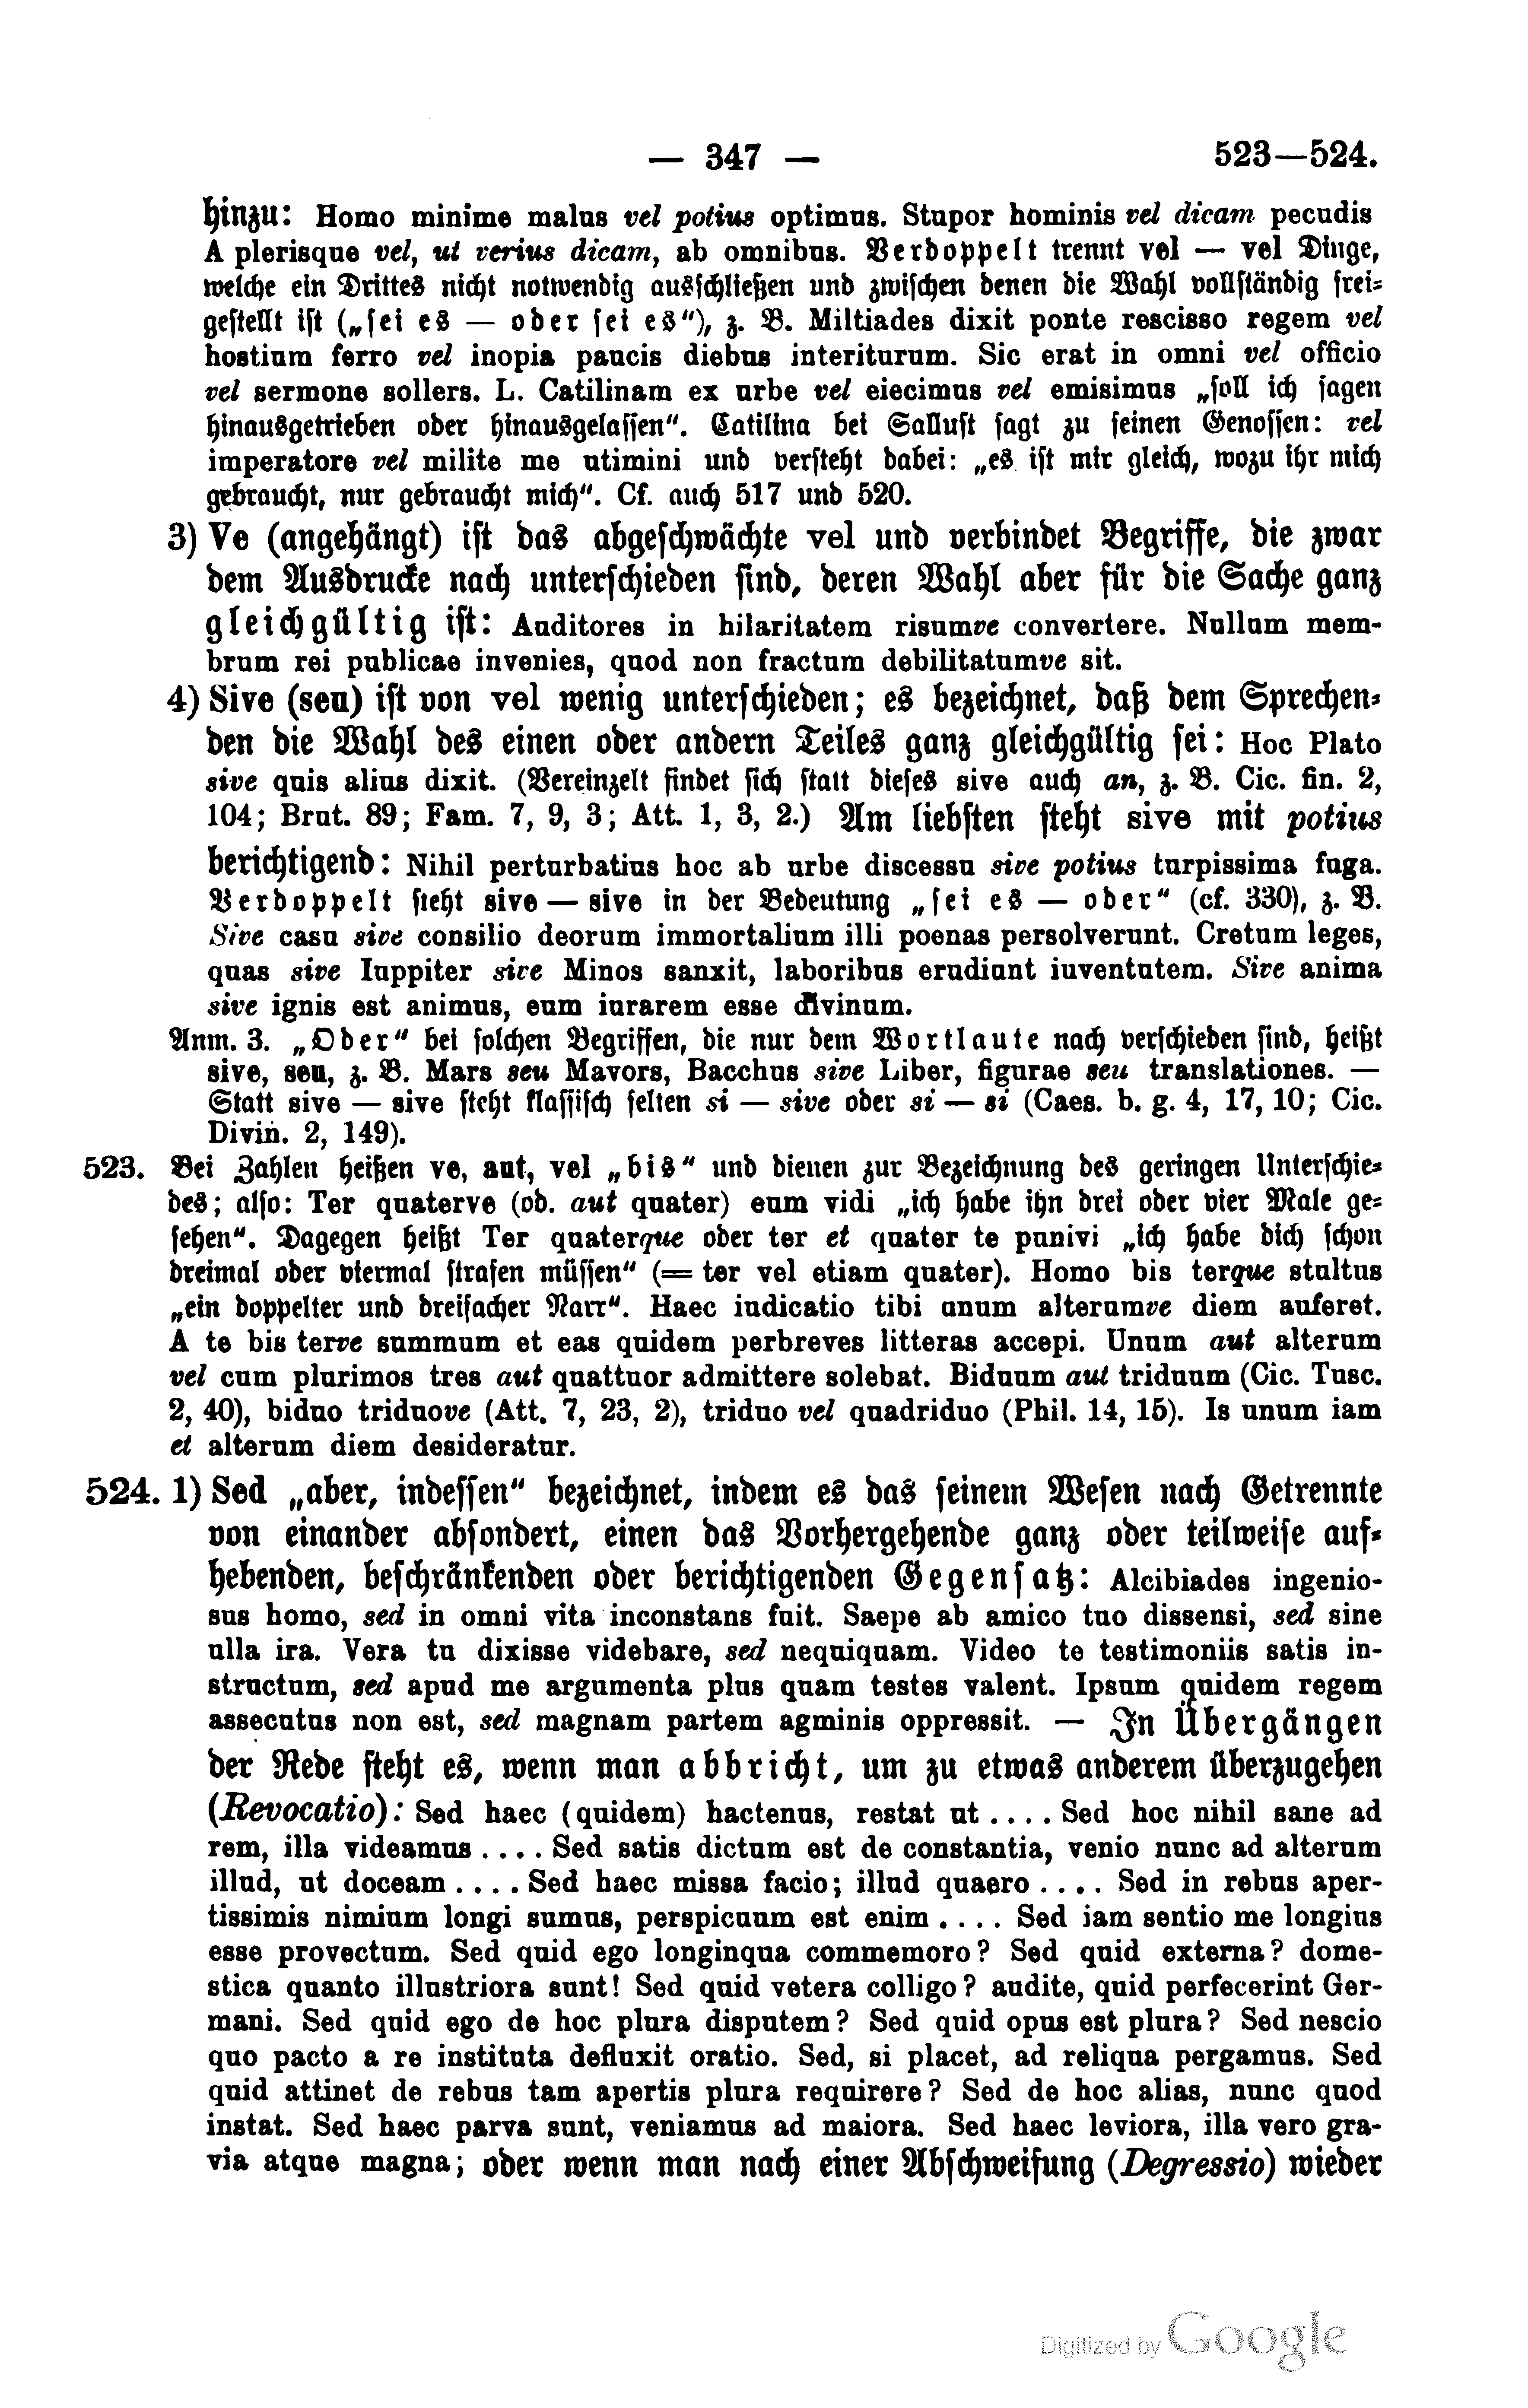 — 347 — 523—524.
hinzu: Homo minime malus vel potius optimus. Stupor hominis vel dicam pecudis
A plerisque vel, ut verius dicam, ab omnibus. Verdoppelt trennt vel — vel Dinge,
welche ein Drittes nicht notwendig ausschließen und zwischen denen die Wahl vollständig frei-
gestellt ist („sei es — oder sei es"), z. B. Miltiades dixit ponte rescisso regem vel
hostium ferro vel inopia paucis diebus interiturum. Sic erat in omni vel officio
vel sermone sollers. L. Catilinam ex urbe vel eiecimus vel emisimus „soll ich sagen
hinausgetrieben oder hinausgelassen". Catilina bei Sallust sagt zu seinen Genossen: vel
imperatore vel milite me utimini und versteht dabei: „es ist mir gleich, wozu ihr mich
gebraucht, nur gebraucht mich". Cf. auch 517 und 520.
3) Ve (angehängt) ist das abgeschwächte vel und verbindet Begriffe, die zwar
dem Ausdrucke nach unterschieden sind, deren Wahl aber für die Sache ganz
gleichgültig ist: Auditores in hilaritatem risumve convertere. Nullum mem-
brum rei publicae invenies, quod non fractum debilitatumve sit.
4) Sive (seu) ist von vel wenig unterschieden; es bezeichnet, daß dem Sprechen-
den die Wahl des einen oder andern Teiles ganz gleichgültig sei: Hoc Plato
sive quis alius dixit. (Vereinzelt findet sich statt dieses sive auch an, z. B. Cic. fin. 2,
104; Brut. 89; Fam. 7, 9, 3; Att. 1, 3, 2.) Am liebsten steht sive mit potius
berichtigend: Nihil perturbatius hoc ab urbe discessu sive potius turpissima fuga.
Verdoppelt steht sive — sive in der Bedeutung „sei es — oder" (cf. 330), z. B.
Sive casu sive consilio deorum immortalium illi poenas persolverunt. Cretum leges,
quas sive Iuppiter sive Minos sanxit, laboribus erudiunt iuventutem. Sive anima
sive ignis est animus, eum iurarem esse divinum.
Anm. 3. „Oder" bei solchen Begriffen, die nur dem Wortlaute nach verschieden sind, heißt
sive, seu, z. B. Mars seu Mavors, Bacchus sive Liber, figurae seu translationes. —
Statt sive — sive steht klassisch selten si — sive oder si — si (Caes. b. g. 4, 17, 10; Cic.
Divin. 2, 149).
523. Bei Zahlen heißen ve, aut, vel „bis" und dienen zur Bezeichnung des geringen Unterschie-
des; also: Ter quaterve (od. aut quater) eum vidi „ich habe ihn drei oder vier Male ge-
sehen". Dagegen heißt Ter quaterque oder ter et quater te punivi „ich habe dich schon
dreimal oder viermal strafen müssen" (= ter vel etiam quater). Homo bis terque stultus
„ein doppelter und dreifacher Narr". Haec iudicatio tibi unum alterumve diem auferet.
A te bis terve summum et eas quidem perbreves litteras accepi. Unum aut alterum
vel cum plurimos tres aut quattuor admittere solebat. Biduum aut triduum (Cic. Tusc.
2, 40), biduo triduove (Att. 7, 23, 2), triduo vel quadriduo (Phil. 14, 15). Is unum iam
et alterum diem desideratur.
524. 1) Sed „aber, indessen" bezeichnet, indem es das seinem Wesen nach Getrennte
von einander absondert, einen das Vorhergehende ganz oder teilweise auf-
hebenden, beschränkenden oder berichtigenden Gegensatz: Alcibiades ingenio-
sus homo, sed in omni vita inconstans fuit. Saepe ab amico tuo dissensi, sed sine
ulla ira. Vera tu dixisse videbare, sed nequiquam. Video te testimoniis satis in-
structum, sed apud me argumenta plus quam testes valent. Ipsum quidem regem
assecutus non est, sed magnam partem agminis oppressit. — In Übergängen
der Rede steht es, wenn man abbricht, um zu etwas anderem überzugehen
(Revocatio): Sed haec (quidem) hactenus, restat ut .... Sed hoc nihil sane ad
rem, illa videamus .... Sed satis dictum est de constantia, venio nunc ad alterum
illud, ut doceam .... Sed haec missa facio; illud quaero .... Sed in rebus aper-
tissimis nimium longi sumus, perspicuum est enim .... Sed iam sentio me longius
esse provectum. Sed quid ego longinqua commemoro? Sed quid externa? dome-
stica quanto illustriora sunt! Sed quid vetera colligo? audite, quid perfecerint Ger-
mani. Sed quid ego de hoc plura disputem? Sed quid opus est plura? Sed nescio
quo pacto a re instituta defluxit oratio. Sed, si placet, ad reliqua pergamus. Sed
quid attinet de rebus tam apertis plura requirere? Sed de hoc alias, nunc quod
instat. Sed haec parva sunt, veniamus ad maiora. Sed haec leviora, illa vero gra-
via atque magna; oder wenn man nach einer Abschweifung (Degressio) wieder
Digitized by Google